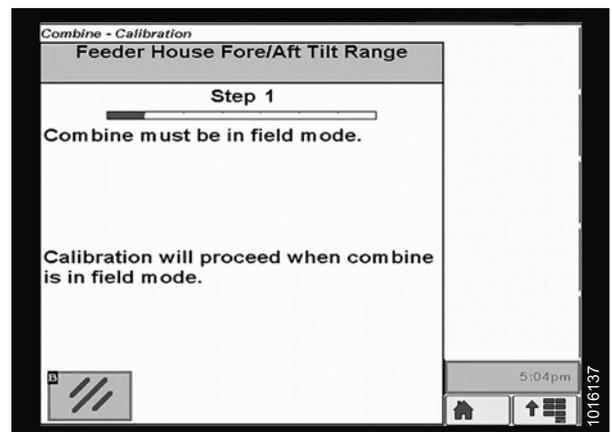 Combine - Calibration
Feeder House Fore/Aft Tilt Range
Step 1
Combine must be in field mode.
Calibration will proceed when combine
is in field mode.
B
5:04pm
1016137